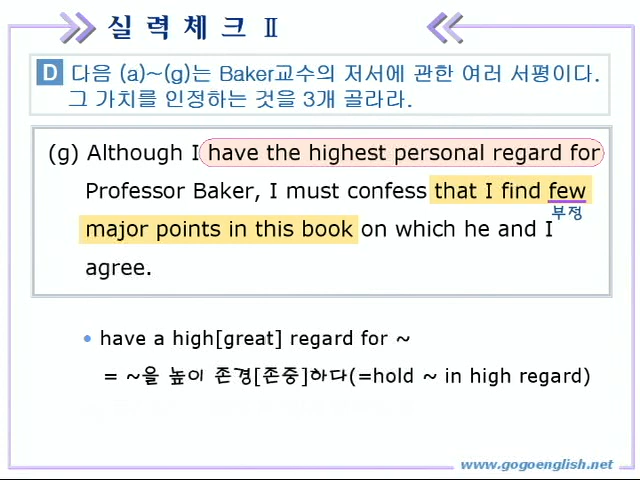 실 력 체 크 Ⅱ
D 다음 (a)~(g)는 Baker교수의 저서에 관한 여러 서평이다.
그 가치를 인정하는 것을 3개 골라라.
(g) Although I have the highest personal regard for
Professor Baker, I must confess that I find few
부정
major points in this book on which he and I
agree.
• have a high[great] regard for ~
= ~을 높이 존경[존중]하다(=hold ~ in high regard)
www.gogoenglish.net